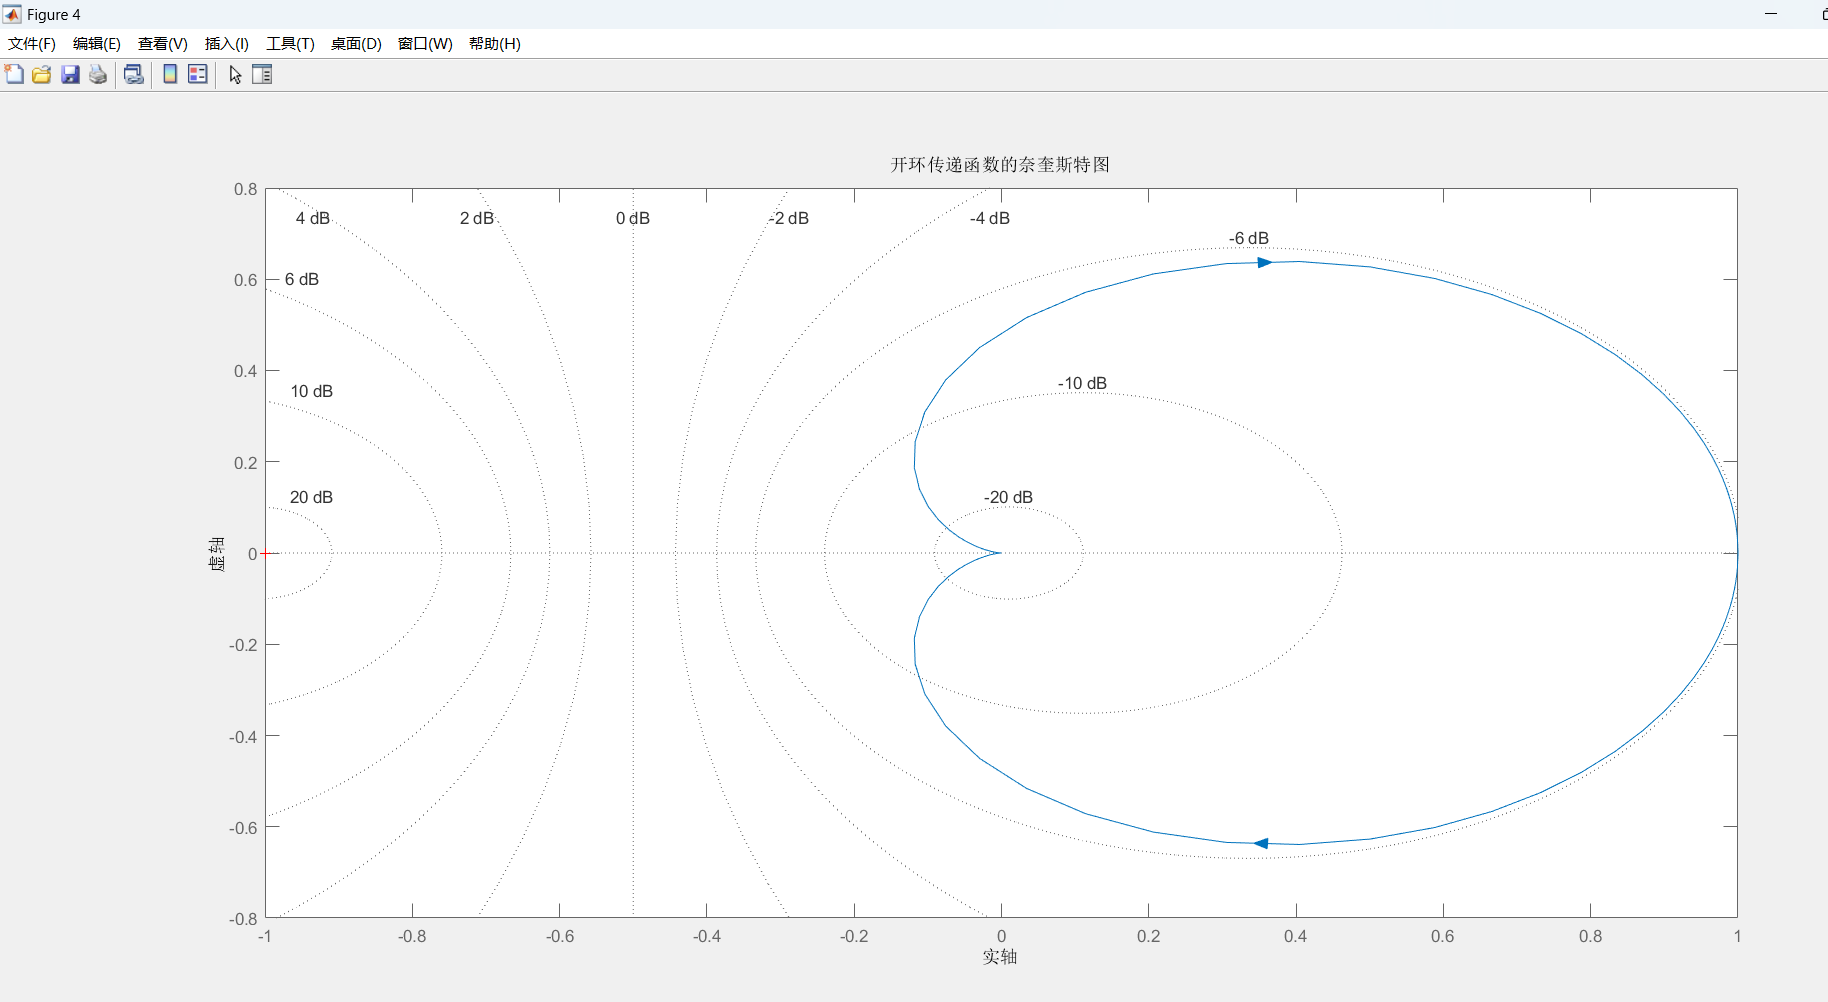 Figure 4
文件(F) 编辑(E) 查看(V) 插入(I) 工具(T) 桌面(D) 窗口(W) 帮助(H)
开环传递函数的奈奎斯特图
0.8
4 dB 2 dB 0 dB -2 dB -4 dB
-6 dB
0.6 6 dB
0.4
10 dB -10 dB
0.2
20 dB -20 dB
0
虚轴
-0.2
-0.4
-0.6
-0.8
-1 -0.8 -0.6 -0.4 -0.2 0 0.2 0.4 0.6 0.8 1
实轴